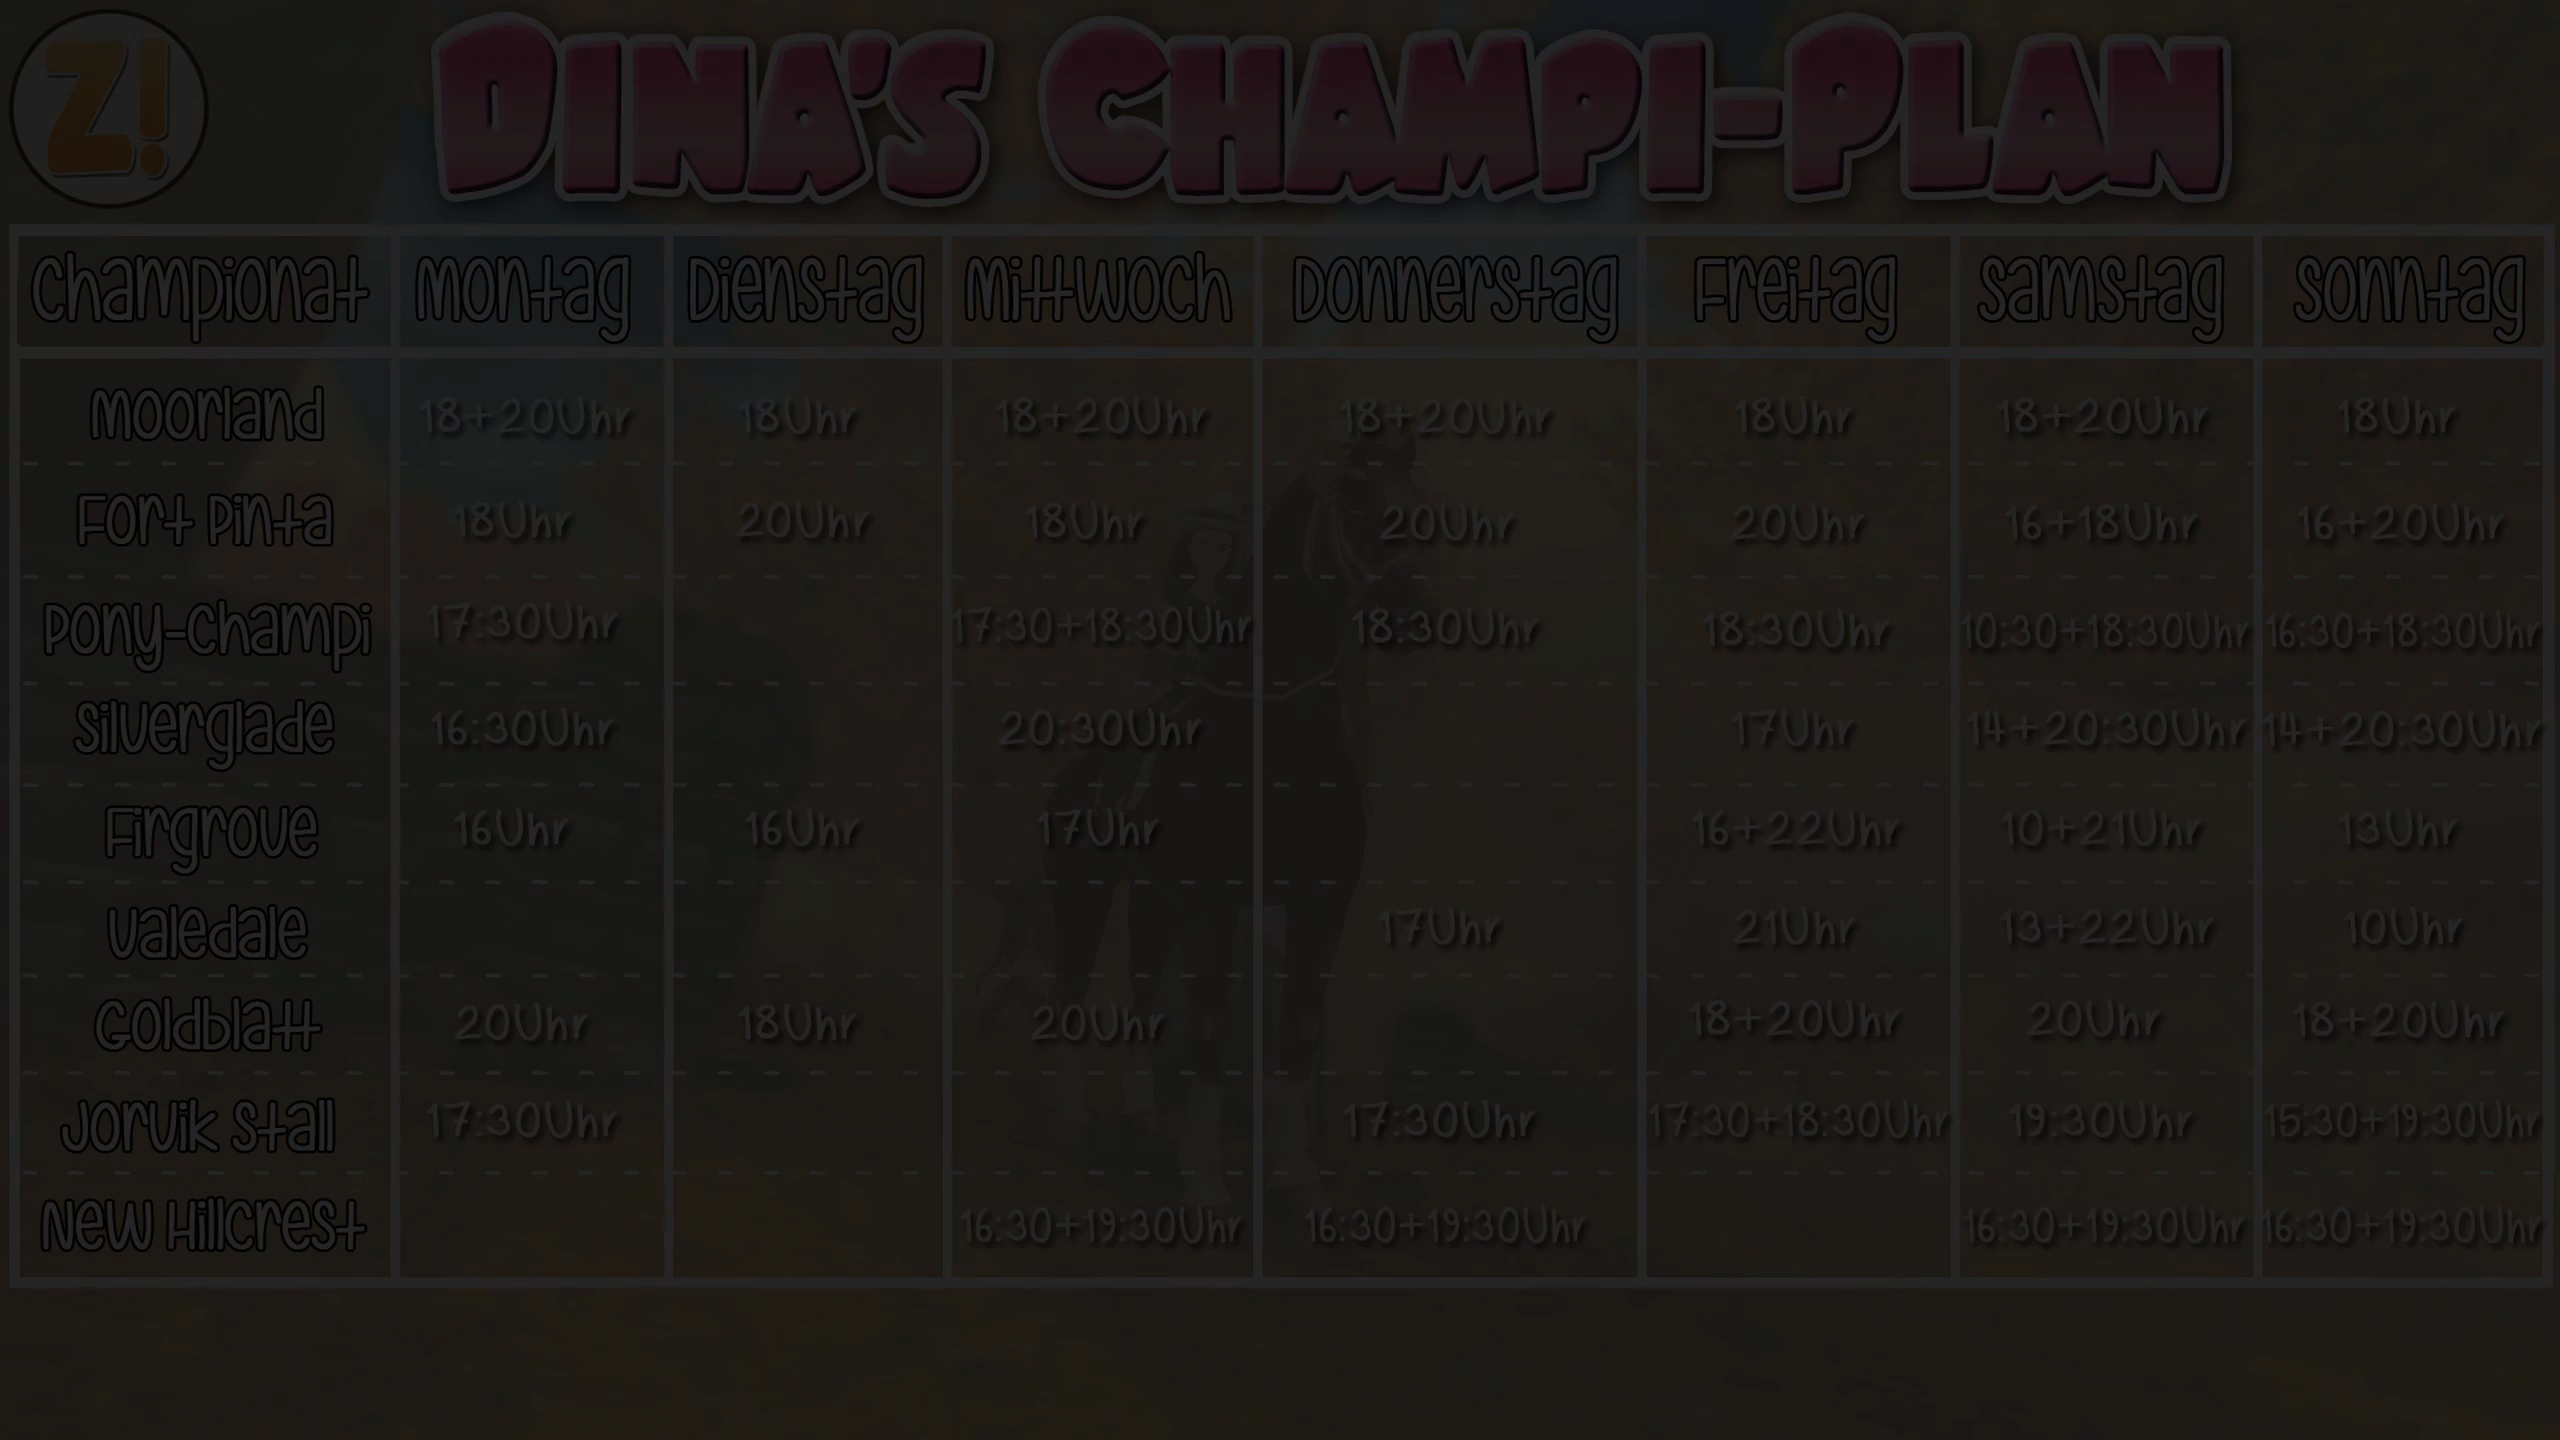 Z!
DINA'S CHAMPI-PLAN
Championat Montag Dienstag Mittwoch Donnerstag Freitag Samstag Sonntag
Moorland 18+20Uhr 18Uhr 18+20Uhr 18+20Uhr 18Uhr 18+20Uhr 18Uhr
Fort Pinta 18Uhr 20Uhr 18Uhr 20Uhr 20Uhr 16+18Uhr 16+20Uhr
Pony-Champi 17:30Uhr 17:30+18:30Uhr 18:30Uhr 18:30Uhr 10:30+18:30Uhr 16:30+18:30Uhr
Silverglade 16:30Uhr 20:30Uhr 17Uhr 14+20:30Uhr 14+20:30Uhr
Firgrove 16Uhr 16Uhr 17Uhr 16+22Uhr 10+21Uhr 13Uhr
Valedale 17Uhr 21Uhr 13+22Uhr 10Uhr
Goldblatt 20Uhr 18Uhr 20Uhr 18+20Uhr 20Uhr 18+20Uhr
Jorvik Stall 17:30Uhr 17:30Uhr 17:30+18:30Uhr 19:30Uhr 15:30+19:30Uhr
New Hillcrest 16:30+19:30Uhr 16:30+19:30Uhr 16:30+19:30Uhr 16:30+19:30Uhr